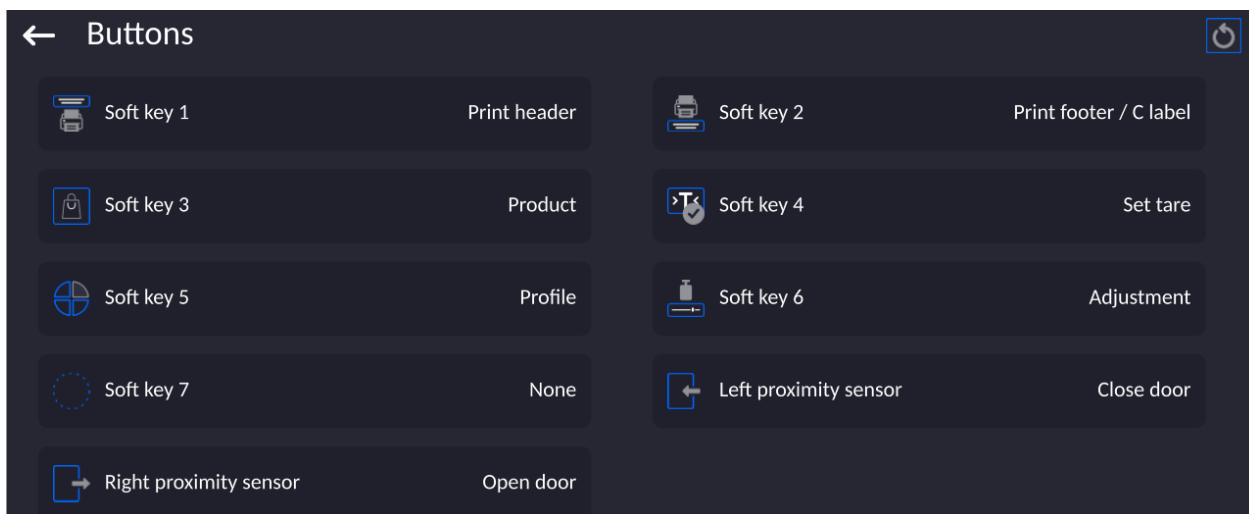 Buttons
Soft key 1 Print header
Soft key 2 Print footer / C label
Soft key 3 Product
>T< Soft key 4 Set tare
Soft key 5 Profile
Soft key 6 Adjustment
Soft key 7 None
Left proximity sensor Close door
Right proximity sensor Open door